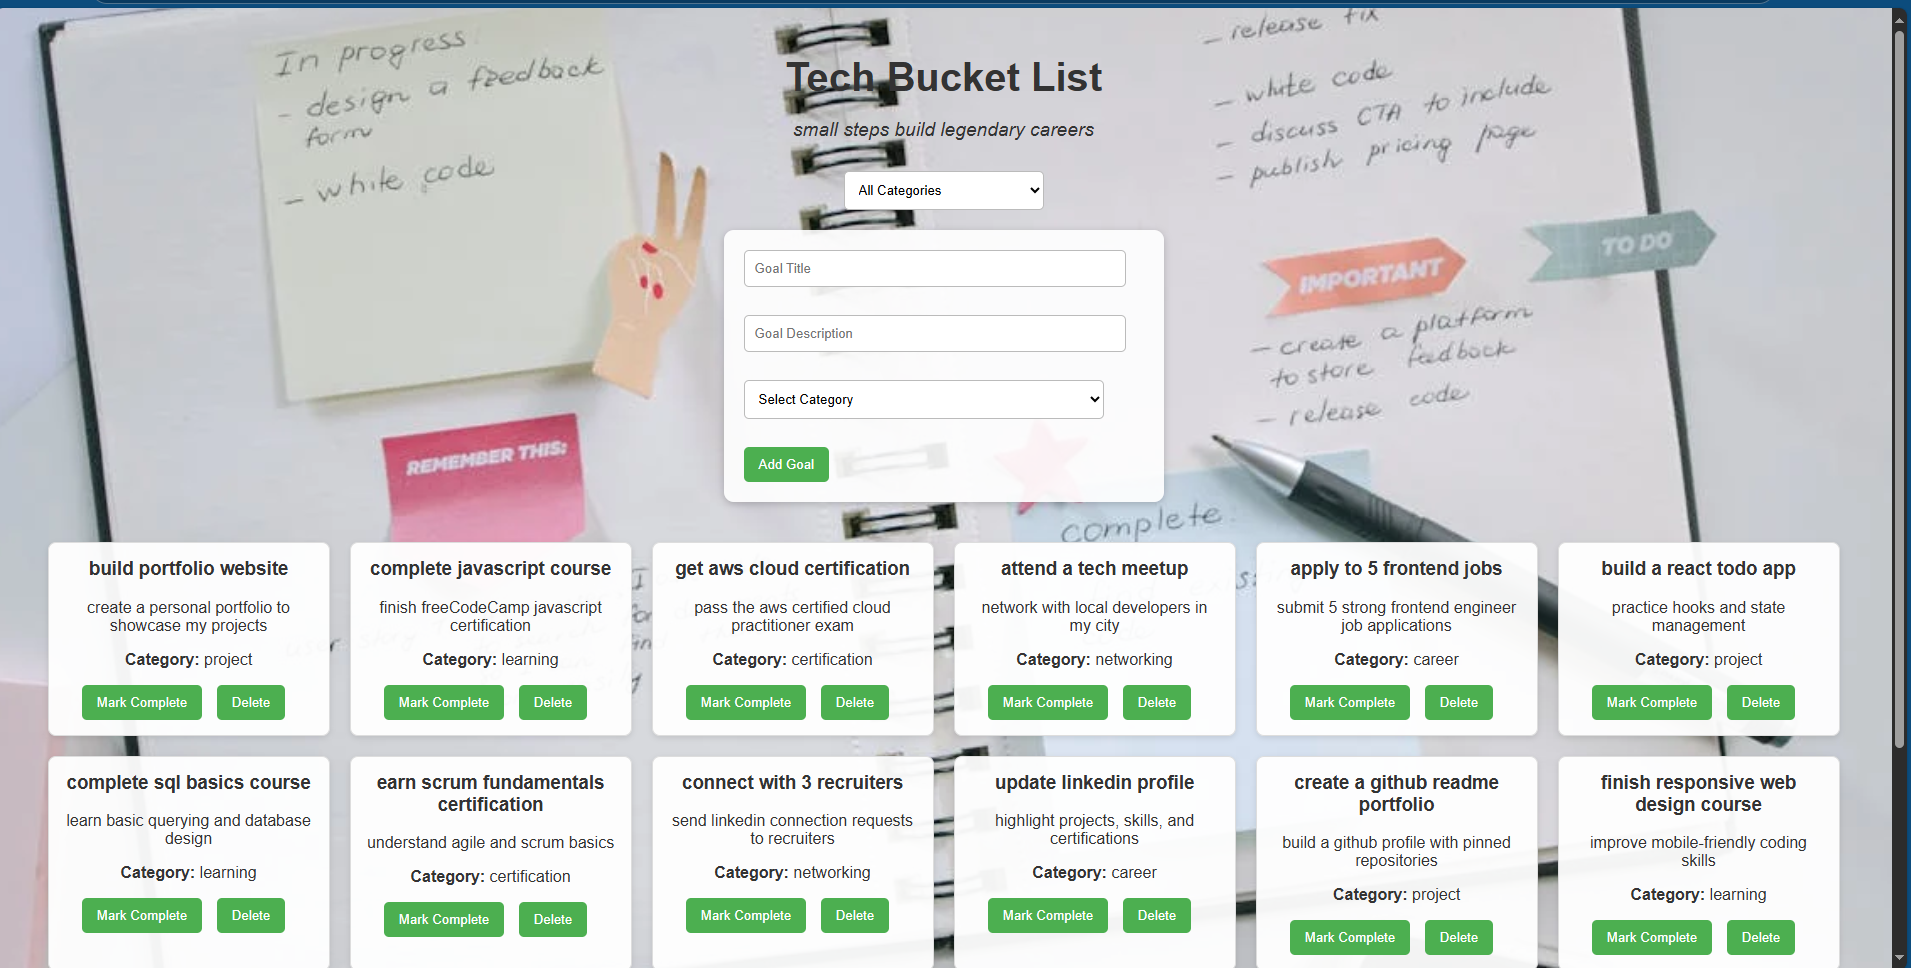 In progress:
- design a feedback
form
- white code
- release fix
- white code
- discuss CTA to include
- publish pricing page
Tech Bucket List
small steps build legendary careers
All Categories
Goal Title
Goal Description
Select Category
Add Goal
IMPORTANT
TO DO
- create a platform
to store feedback
- release code
REMEMBER THIS:
complete:
build portfolio website
create a personal portfolio to
showcase my projects
Category: project
Mark Complete
Delete
complete javascript course
finish freeCodeCamp javascript
certification
Category: learning
Mark Complete
Delete
get aws cloud certification
pass the aws certified cloud
practitioner exam
Category: certification
Mark Complete
Delete
attend a tech meetup
network with local developers in
my city
Category: networking
Mark Complete
Delete
apply to 5 frontend jobs
submit 5 strong frontend engineer
job applications
Category: career
Mark Complete
Delete
build a react todo app
practice hooks and state
management
Category: project
Mark Complete
Delete
complete sql basics course
learn basic querying and database
design
Category: learning
Mark Complete
Delete
earn scrum fundamentals
certification
understand agile and scrum basics
Category: certification
Mark Complete
Delete
connect with 3 recruiters
send linkedin connection requests
to recruiters
Category: networking
Mark Complete
Delete
update linkedin profile
highlight projects, skills, and
certifications
Category: career
Mark Complete
Delete
create a github readme
portfolio
build a github profile with pinned
repositories
Category: project
Mark Complete
Delete
finish responsive web
design course
improve mobile-friendly coding
skills
Category: learning
Mark Complete
Delete